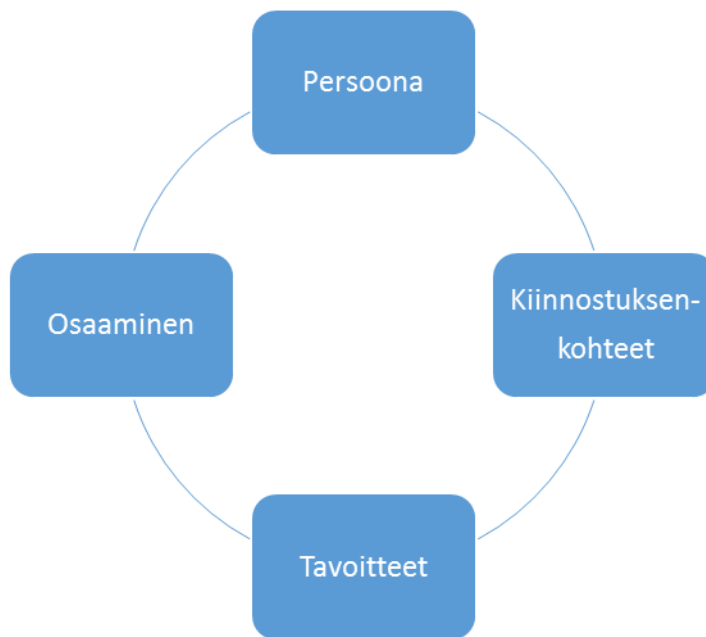 Persoona
Osaaminen
Kiinnostuksen-
kohteet
Tavoitteet